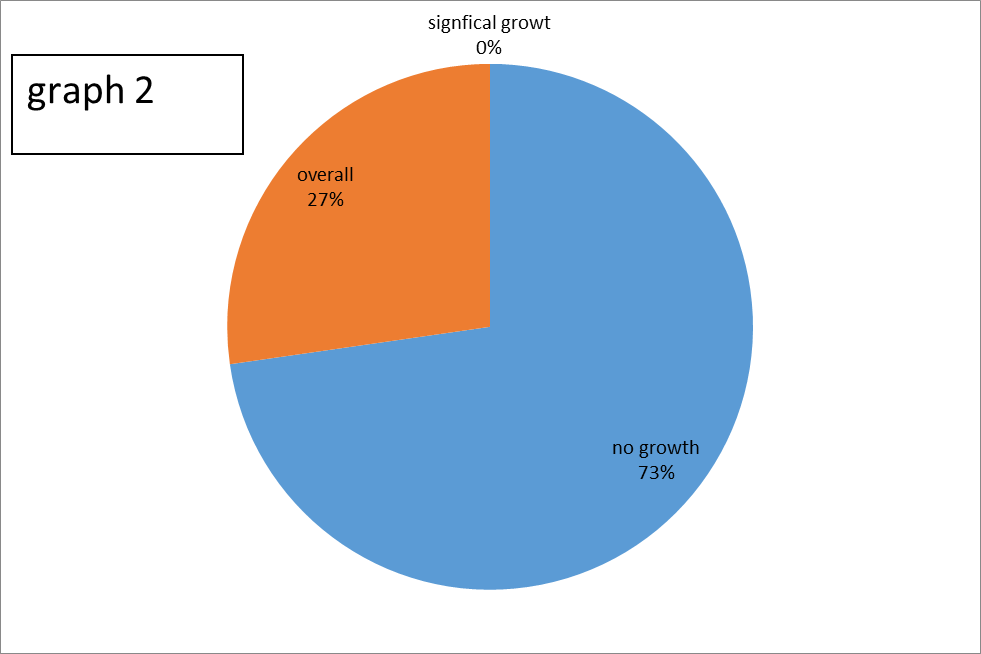 signfical growt
0%
graph 2
overall
27%
no growth
73%